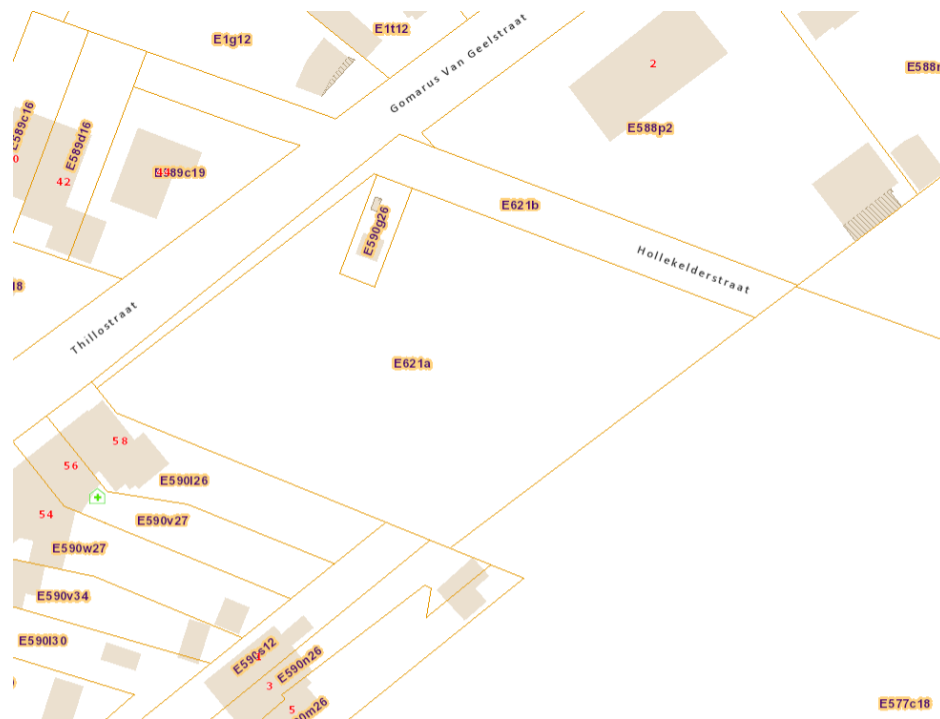 E1g12
E1t12
Gomarus Van Geelstraat
2
E588p2
E589c16
E589d16
42
E589c19
E590g26
E621b
Hollekelderstraat
Thillostraat
E621a
58
56
E590l26
54
E590v27
E590w27
E590v34
E590l30
E590s12
E590n26
3
5
E577c18